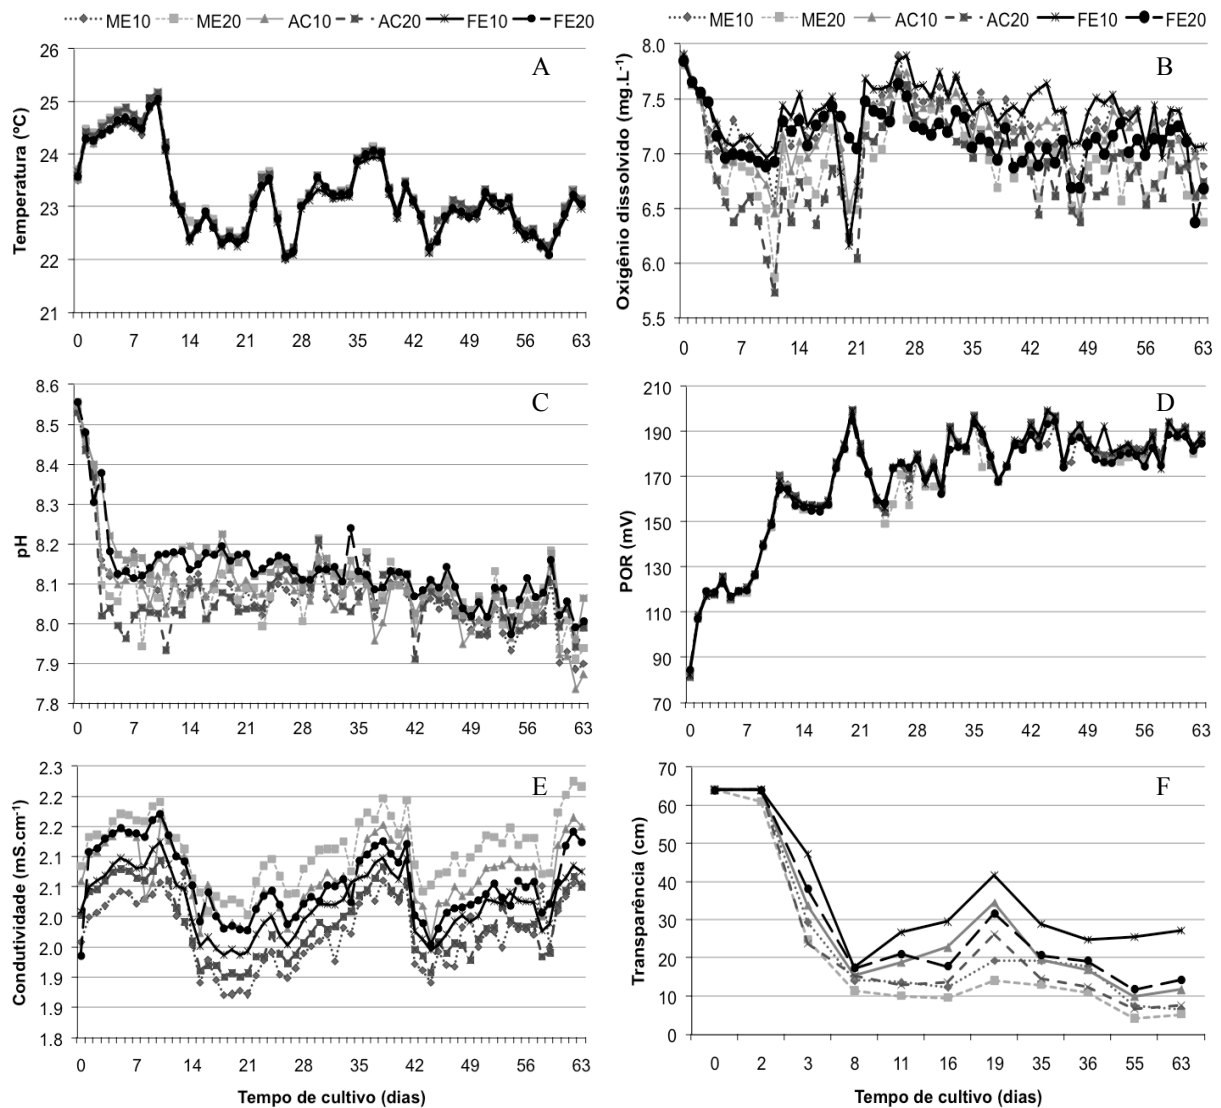 ME10 ME20 AC10 AC20 FE10 FE20
ME10 ME20 AC10 AC20 FE10 FE20
A
Temperatura (ºC)
26
25
24
23
22
21
0 7 14 21 28 35 42 49 56 63
B
Oxigênio dissolvido (mg.L-1)
8.0
7.5
7.0
6.5
6.0
5.5
0 7 14 21 28 35 42 49 56 63
C
pH
8.6
8.5
8.4
8.3
8.2
8.1
8.0
7.9
7.8
0 7 14 21 28 35 42 49 56 63
D
POR (mV)
210
190
170
150
130
110
90
70
0 7 14 21 28 35 42 49 56 63
E
Condutividade (mS.cm-1)
2.3
2.2
2.2
2.1
2.1
2.0
2.0
1.9
1.9
1.8
0 7 14 21 28 35 42 49 56 63
Tempo de cultivo (dias)
F
Transparência (cm)
70
60
50
40
30
20
10
0
0 2 3 8 11 16 19 35 36 55 63
Tempo de cultivo (dias)